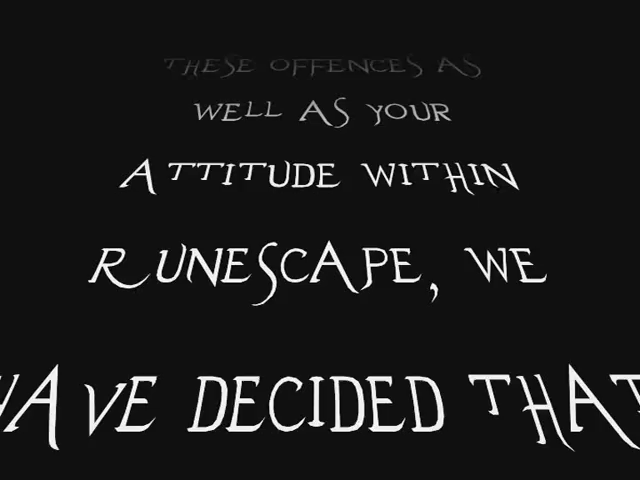 THESE OFFENCES AS
WELL AS YOUR
ATTITUDE WITHIN
RUNESCAPE, WE
HAVE DECIDED THAT